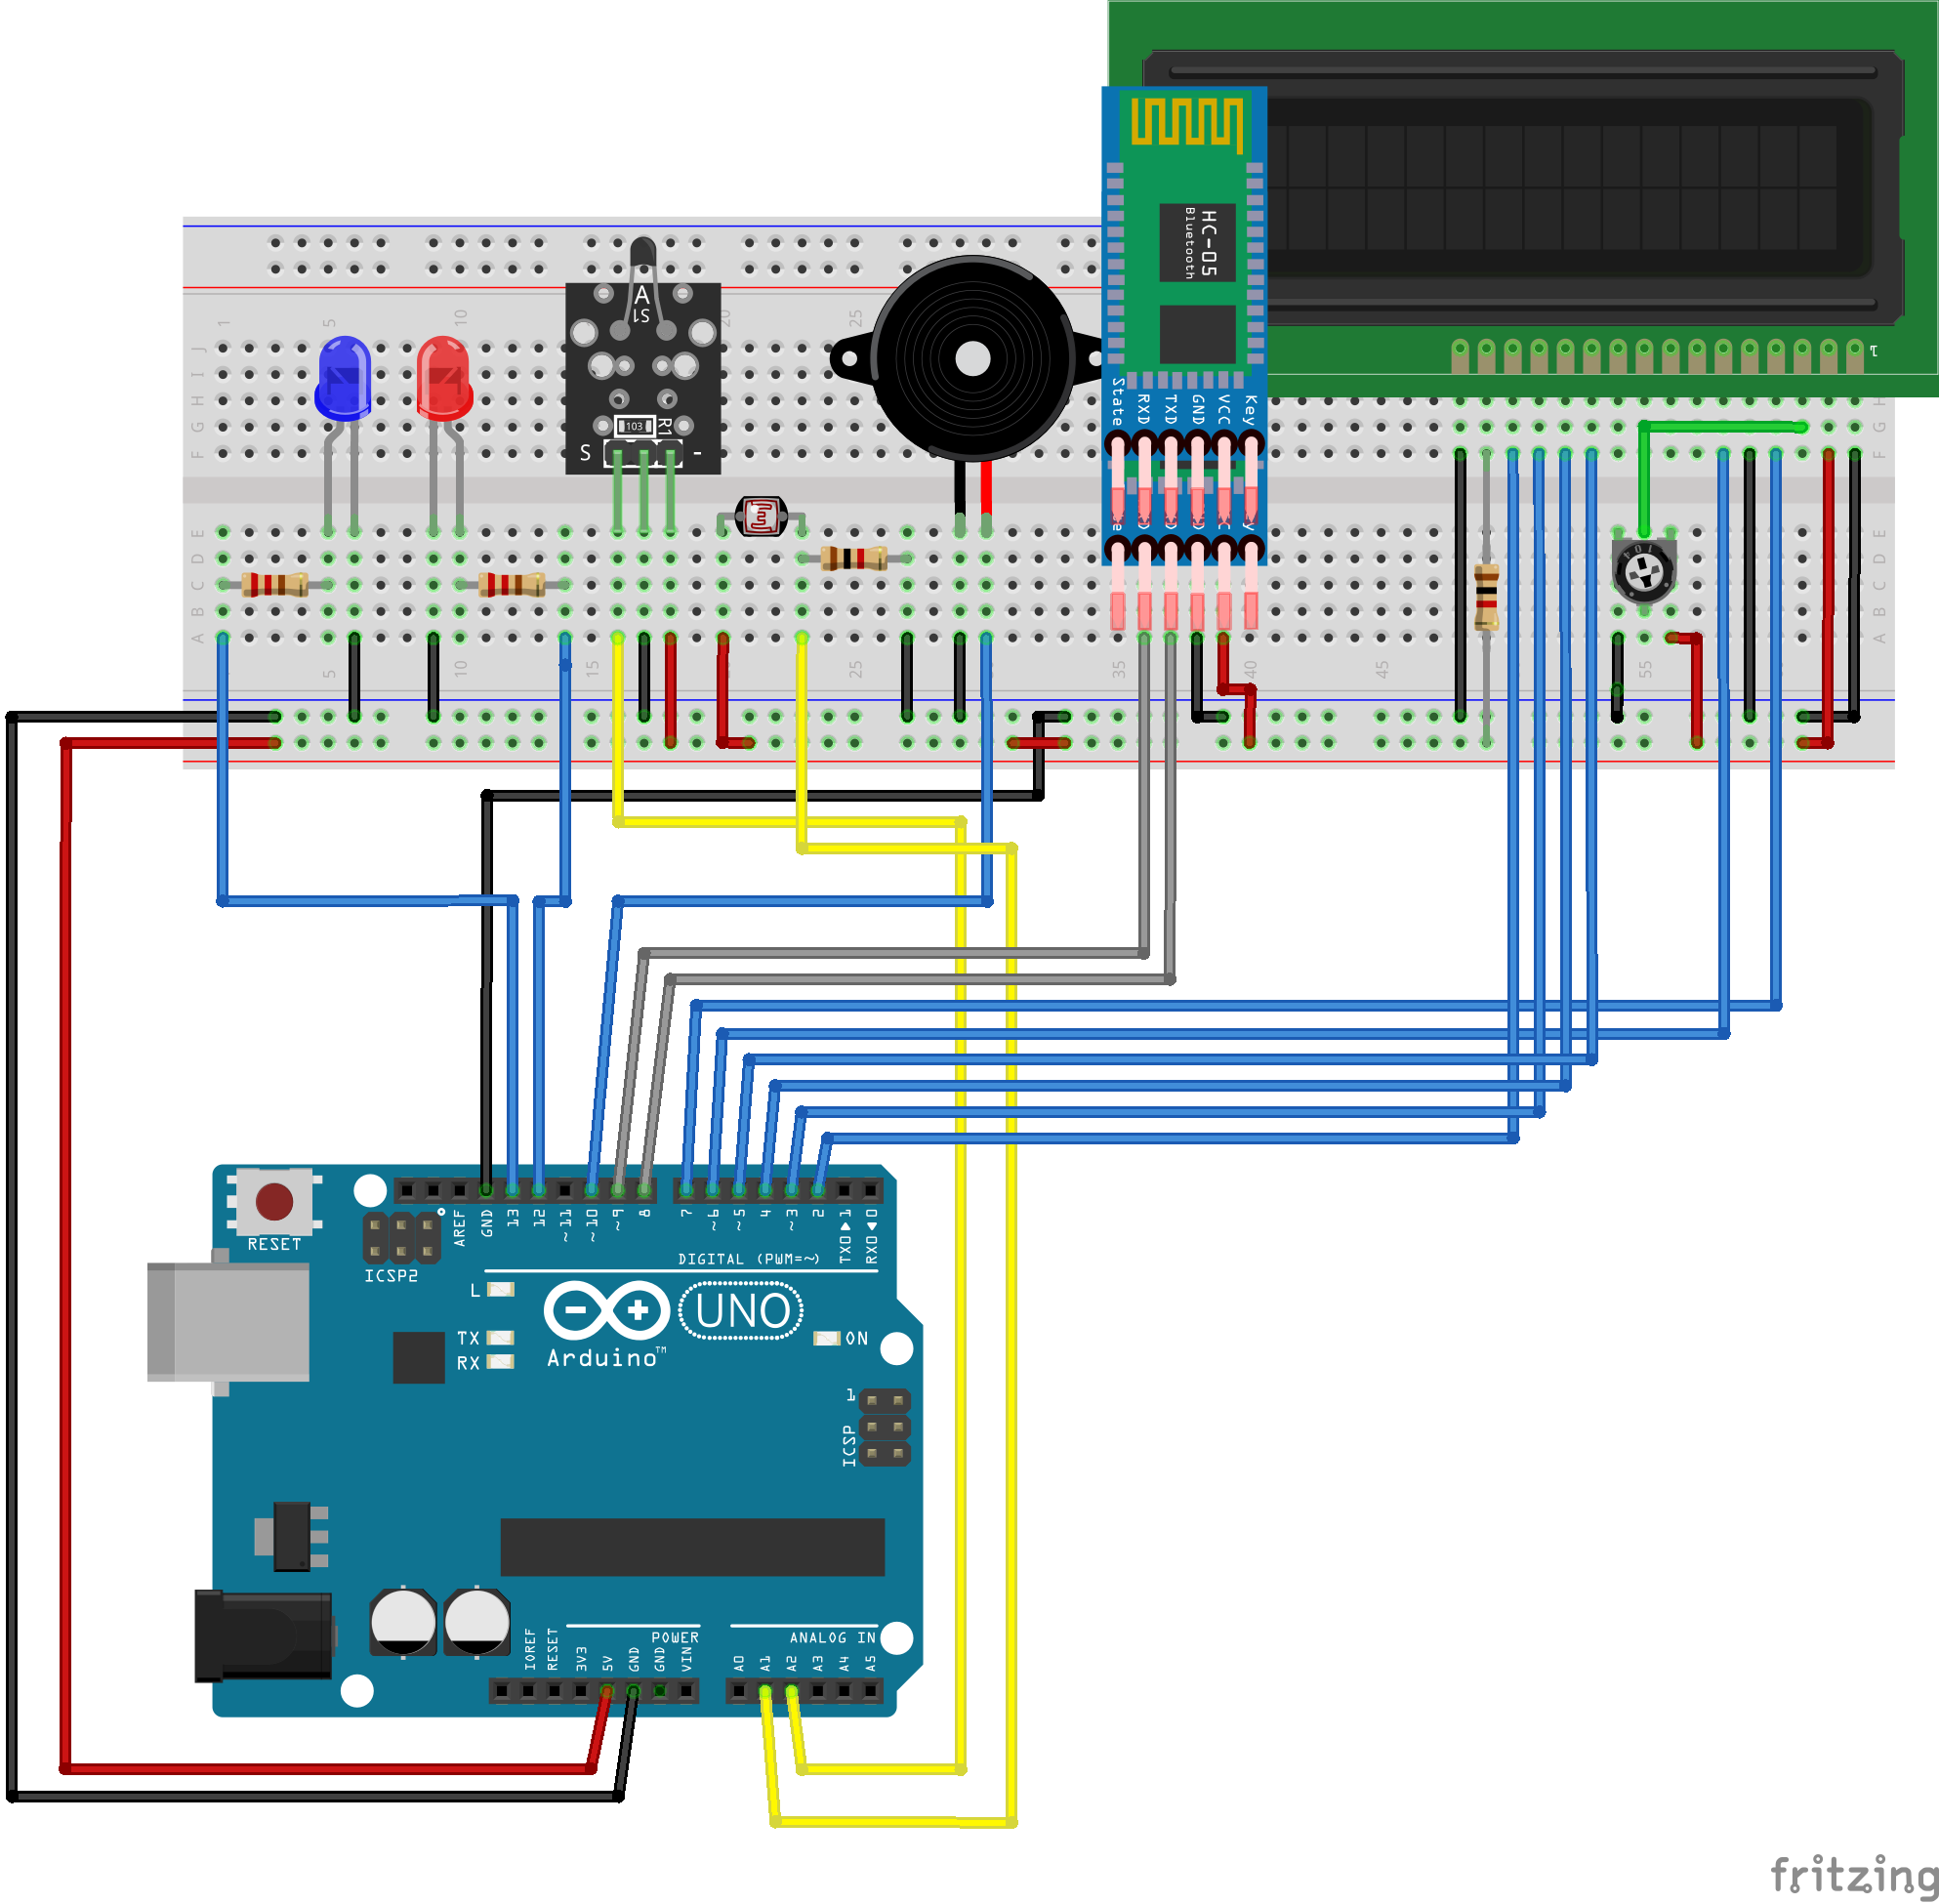 HC-05
Bluetooth
1
1
5
10
20
25
J
I
H
G
F
J
A
S1
State
RXD
TXD
GND
VCC
Key
H
G
F
103
R1
S
-
E
D
C
B
A
104
E
D
C
B
A
5
10
15
25
35
40
45
55
RESET
ICSP2
AREF
GND
13
12
~11
~10
~9
8
7
~6
~5
4
~3
2
TX0 1
RX0 0
DIGITAL (PWM=~)
L
TX
RX
UNO
ON
Arduino™
1
ICSP
IOREF
RESET
3V3
5V
GND
GND
VIN
POWER
A0
A1
A2
A3
A4
A5
ANALOG IN
fritzing